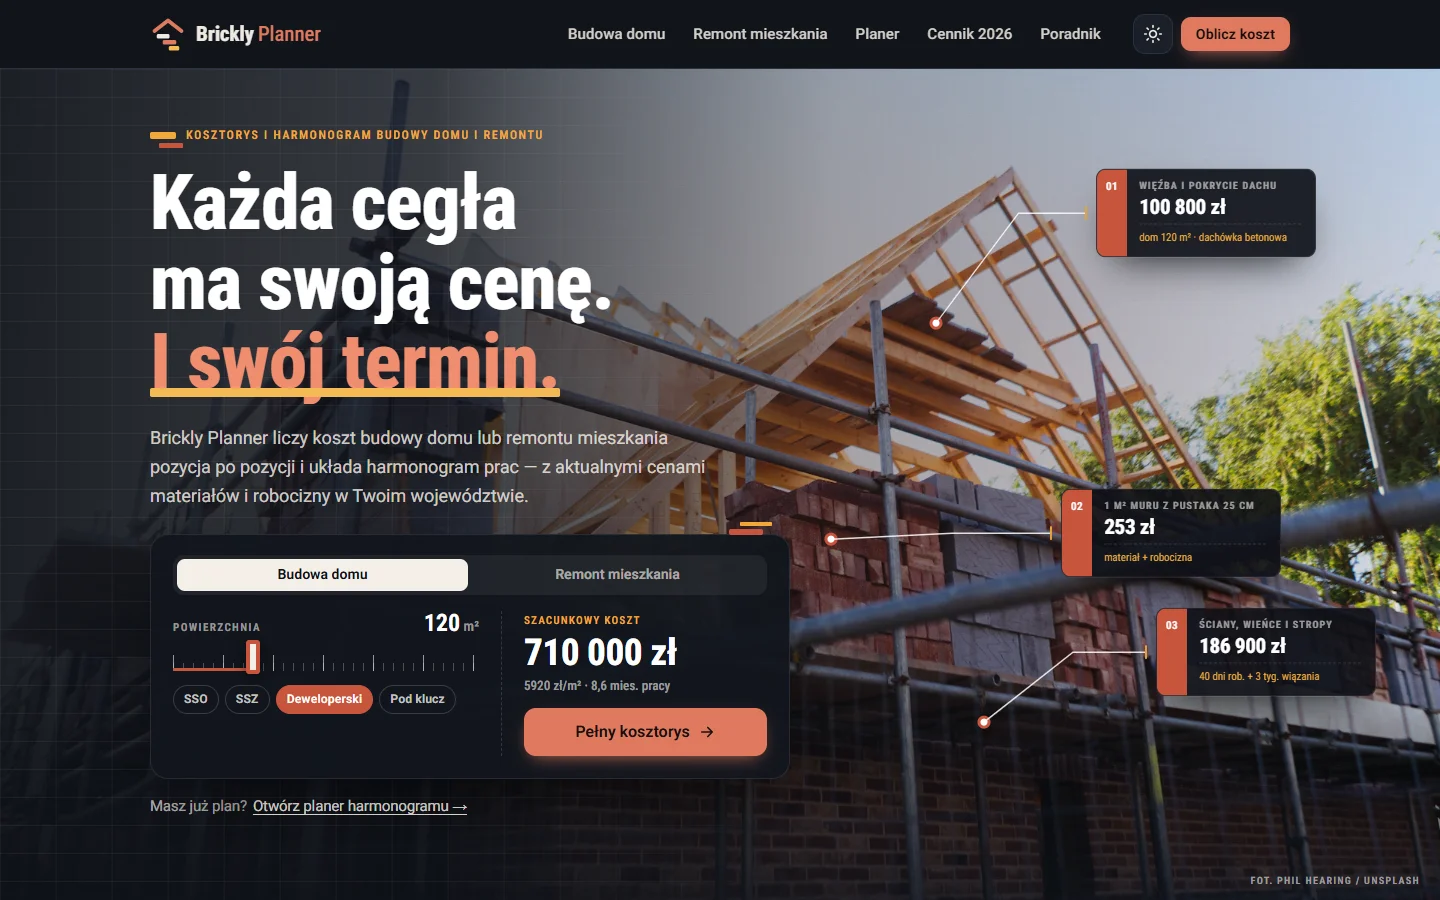 Brickly Planner
Budowa domu
Remont mieszkania
Planer
Cennik 2026
Poradnik
Oblicz koszt
KOSZTORYS I HARMONOGRAM BUDOWY DOMU I REMONTU
Każda cegła
ma swoją cenę.
I swój termin.
Brickly Planner liczy koszt budowy domu lub remontu mieszkania
pozycja po pozycji i układa harmonogram prac — z aktualnymi cenami
materiałów i robocizny w Twoim województwie.
Budowa domu
Remont mieszkania
POWIERZCHNIA
120 m²
SSO
SSZ
Deweloperski
Pod klucz
SZACUNKOWY KOSZT
710 000 zł
5920 zł/m² · 8,6 mies. pracy
Pełny kosztorys →
Masz już plan? Otwórz planer harmonogramu →
01
WIĘŹBA I POKRYCIE DACHU
100 800 zł
dom 120 m² · dachówka betonowa
02
1 M² MURU Z PUSTAKA 25 CM
253 zł
materiał + robocizna
03
ŚCIANY, WIEŃCE I STROPY
186 900 zł
40 dni rob. + 3 tyg. wiązania
FOT. PHIL HEARING / UNSPLASH